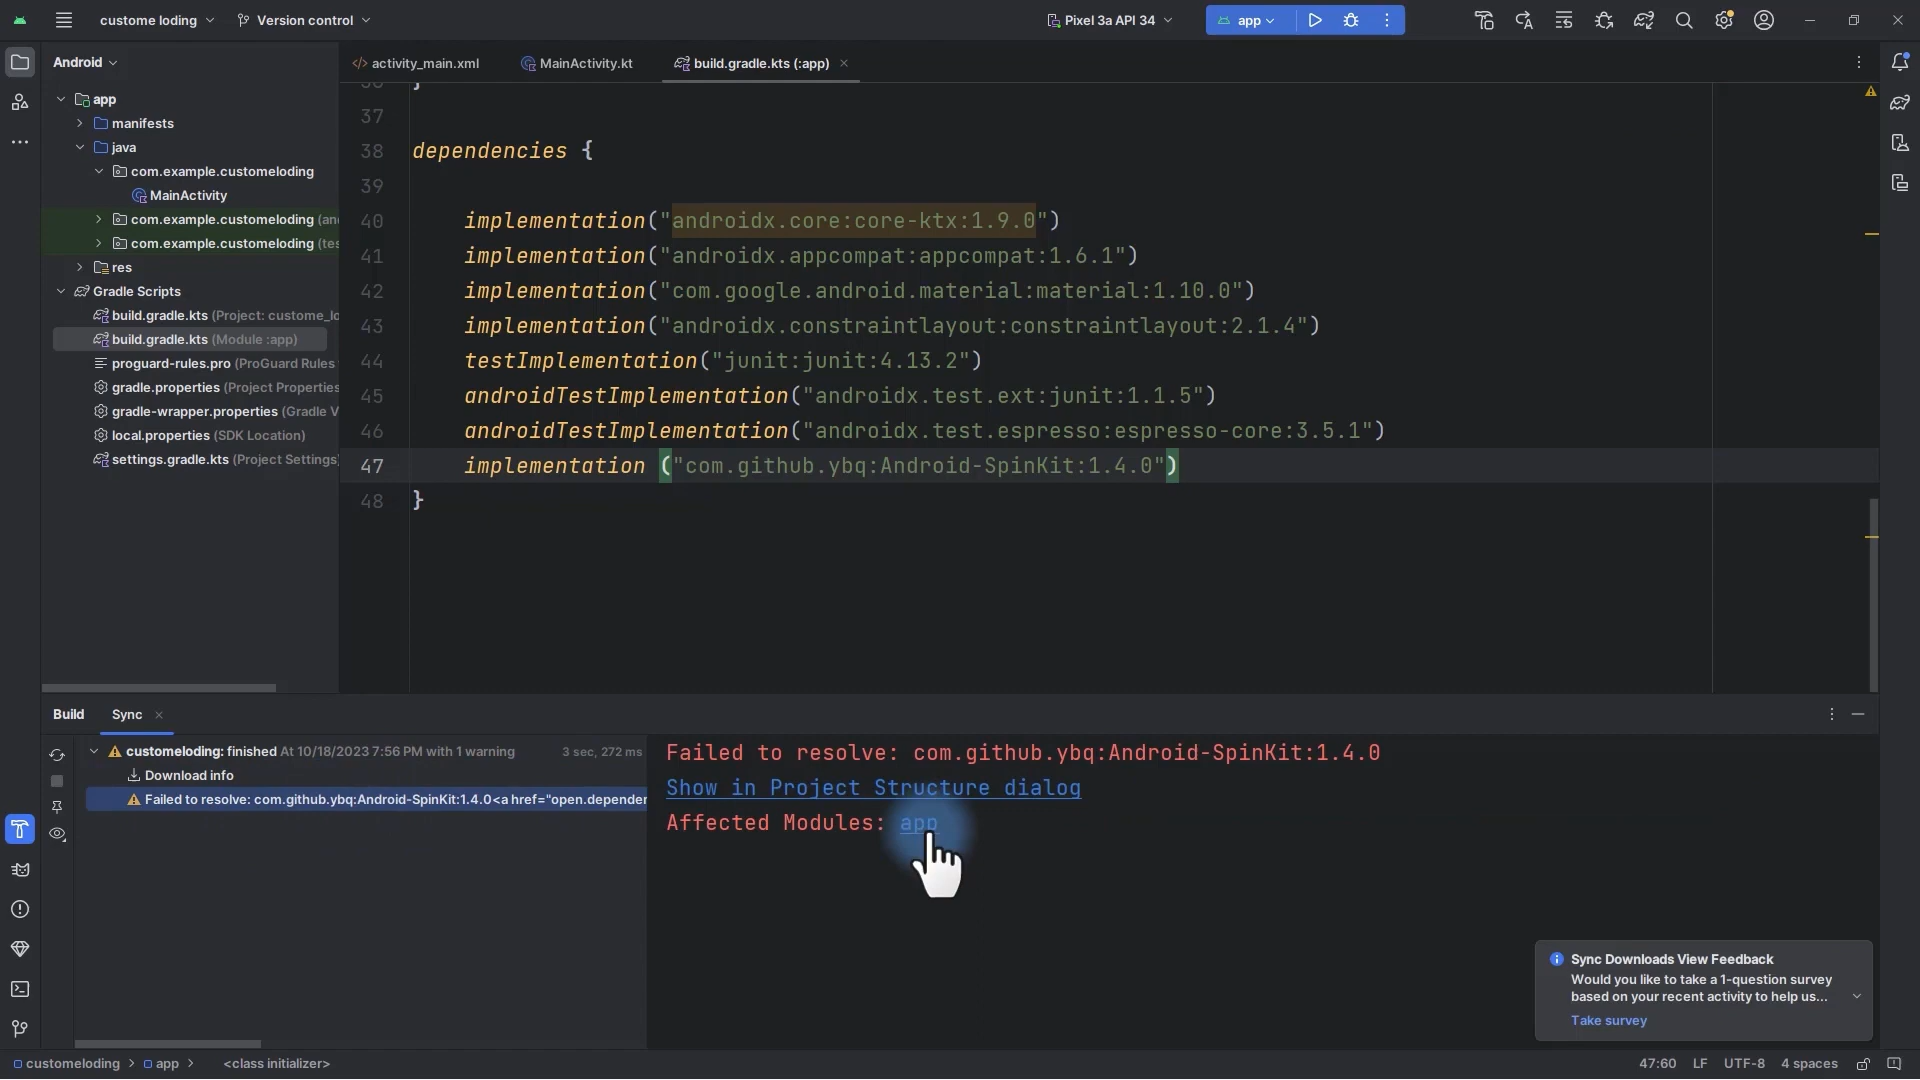 custome loding
Version control
Pixel 3a API 34
app
Android
activity_main.xml
MainActivity.kt
build.gradle.kts (:app)
app
manifests
java
com.example.customeloding
MainActivity
com.example.customeloding (an
com.example.customeloding (tes
res
Gradle Scripts
build.gradle.kts (Project: custome_lo
build.gradle.kts (Module :app)
proguard-rules.pro (ProGuard Rules
gradle.properties (Project Properties
gradle-wrapper.properties (Gradle V
local.properties (SDK Location)
settings.gradle.kts (Project Settings
36 }
37
38 dependencies {
39
40 implementation("androidx.core:core-ktx:1.9.0")
41 implementation("androidx.appcompat:appcompat:1.6.1")
42 implementation("com.google.android.material:material:1.10.0")
43 implementation("androidx.constraintlayout:constraintlayout:2.1.4")
44 testImplementation("junit:junit:4.13.2")
45 androidTestImplementation("androidx.test.ext:junit:1.1.5")
46 androidTestImplementation("androidx.test.espresso:espresso-core:3.5.1")
47 implementation ("com.github.ybq:Android-SpinKit:1.4.0")
48 }
Build
Sync
customeloding: finished At 10/18/2023 7:56 PM with 1 warning 3 sec, 272 ms
Download info
Failed to resolve: com.github.ybq:Android-SpinKit:1.4.0<a href="open.depender
Failed to resolve: com.github.ybq:Android-SpinKit:1.4.0
Show in Project Structure dialog
Affected Modules: app
Sync Downloads View Feedback
Would you like to take a 1-question survey
based on your recent activity to help us...
Take survey
customeloding > app > <class initializer>
47:60 LF UTF-8 4 spaces